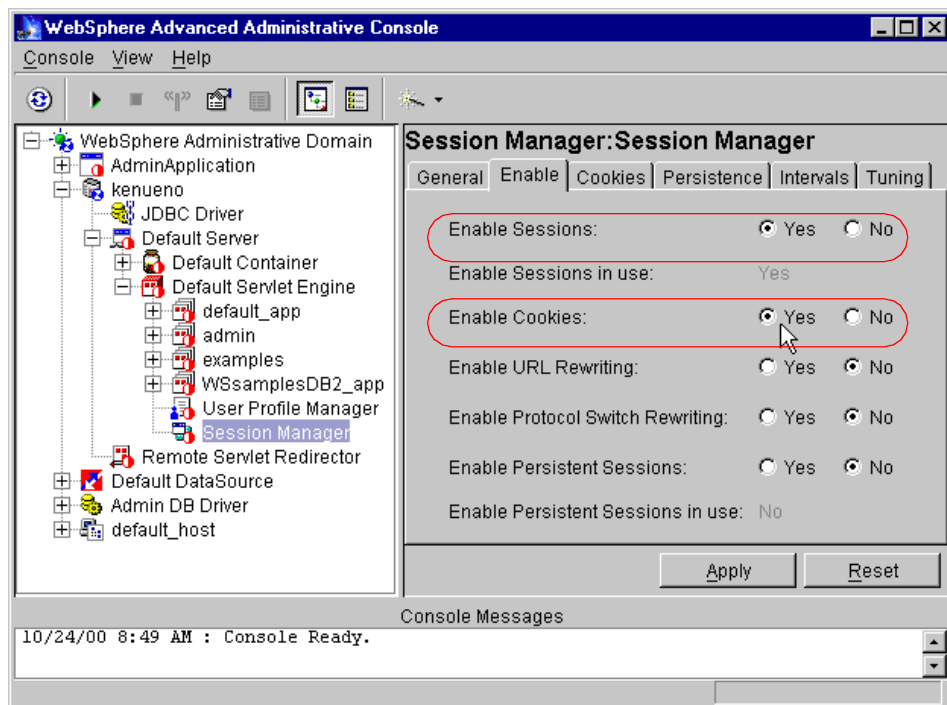 WebSphere Advanced Administrative Console
Console View Help
WebSphere Administrative Domain
AdminApplication
kenueno
JDBC Driver
Default Server
Default Container
Default Servlet Engine
default_app
admin
examples
WSsamplesDB2_app
User Profile Manager
Session Manager
Remote Servlet Redirector
Default DataSource
Admin DB Driver
default_host
Session Manager:Session Manager
General Enable Cookies Persistence Intervals Tuning
Enable Sessions: Yes No
Enable Sessions in use: Yes
Enable Cookies: Yes No
Enable URL Rewriting: Yes No
Enable Protocol Switch Rewriting: Yes No
Enable Persistent Sessions: Yes No
Enable Persistent Sessions in use: No
Apply Reset
Console Messages
10/24/00 8:49 AM : Console Ready.